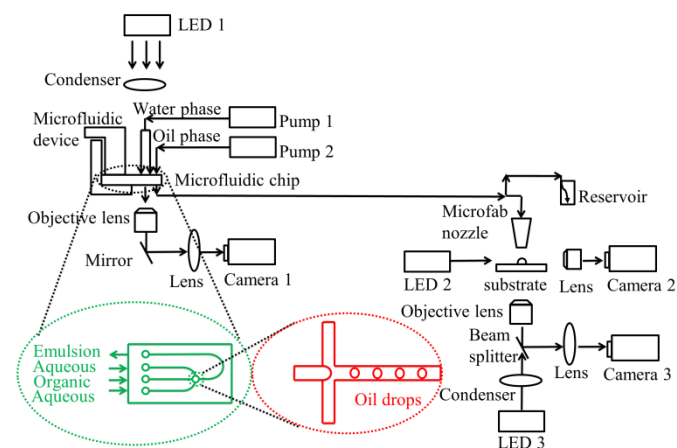 LED 1
Condenser
Water phase
Pump 1
Microfluidic
device
Oil phase
Pump 2
Microfluidic chip
Objective lens
Mirror
Lens
Camera 1
Reservoir
Microfab
nozzle
LED 2
substrate
Lens
Camera 2
Objective lens
Beam
splitter
Lens
Camera 3
Condenser
LED 3
Emulsion
Aqueous
Organic
Aqueous
Oil drops